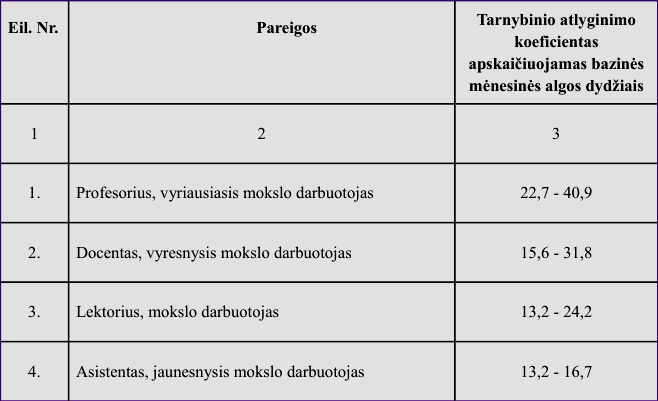 Eil. Nr.
Pareigos
Tarnybinio atlyginimo
koeficientas
apskaičiuojamas bazinės
mėnesinės algos dydžiais
1
2
3
1.
Profesorius, vyriausiasis mokslo darbuotojas
22,7 - 40,9
2.
Docentas, vyresnysis mokslo darbuotojas
15,6 - 31,8
3.
Lektorius, mokslo darbuotojas
13,2 - 24,2
4.
Asistentas, jaunesnysis mokslo darbuotojas
13,2 - 16,7